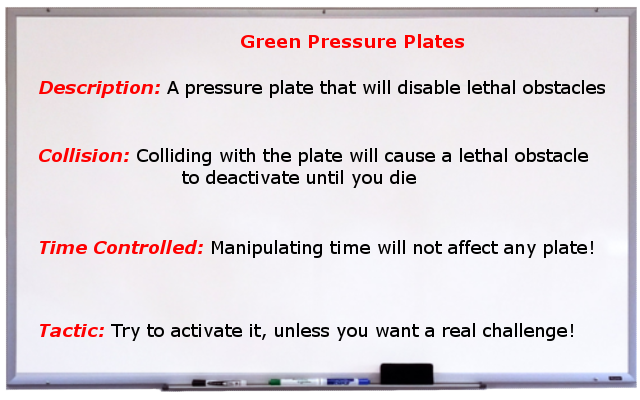 Green Pressure Plates
Description: A pressure plate that will disable lethal obstacles
Collision: Colliding with the plate will cause a lethal obstacle
to deactivate until you die
Time Controlled: Manipulating time will not affect any plate!
Tactic: Try to activate it, unless you want a real challenge!